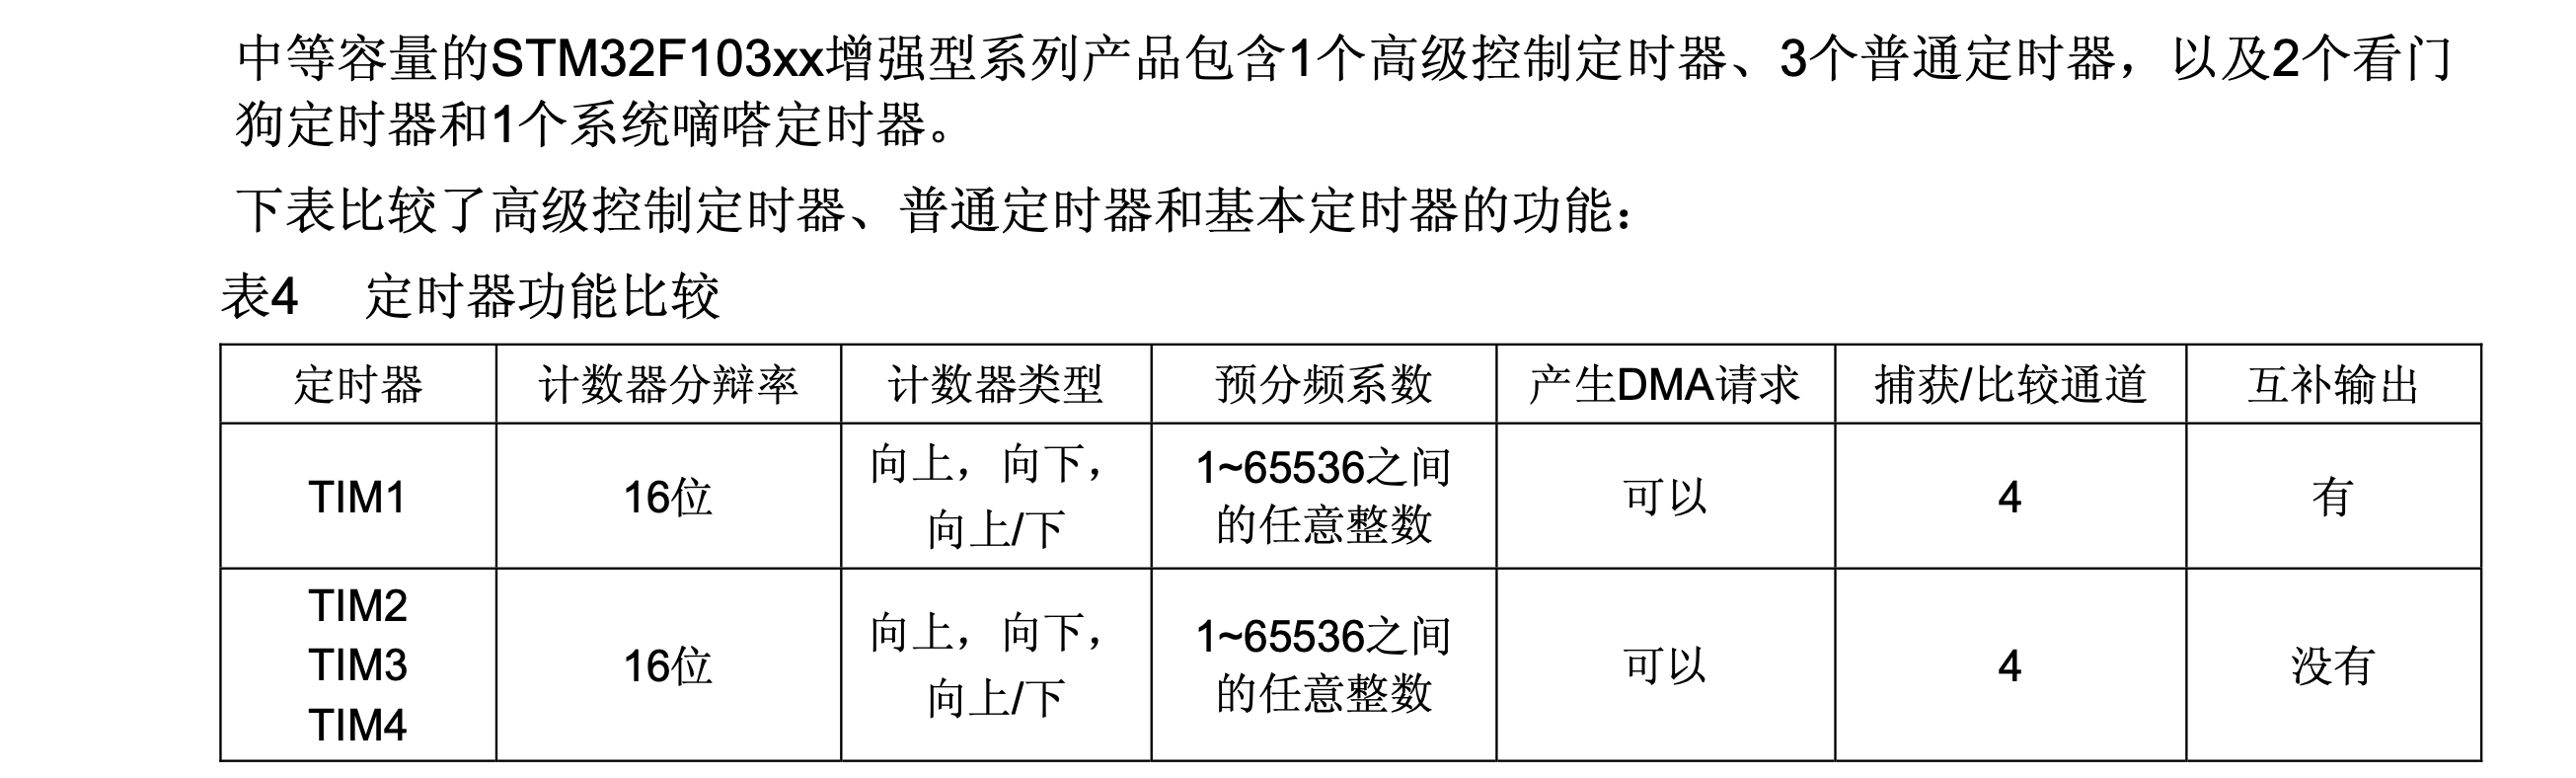 中等容量的STM32F103xx增强型系列产品包含1个高级控制定时器、3个普通定时器，以及2个看门
狗定时器和1个系统嘀嗒定时器。
下表比较了高级控制定时器、普通定时器和基本定时器的功能：
表4 定时器功能比较
定时器 计数器分辩率 计数器类型 预分频系数 产生DMA请求 捕获/比较通道 互补输出
TIM1 16位 向上，向下， 1~65536之间 可以 4 有
向上/下 的任意整数
TIM2
TIM3 16位 向上，向下， 1~65536之间 可以 4 没有
TIM4 向上/下 的任意整数